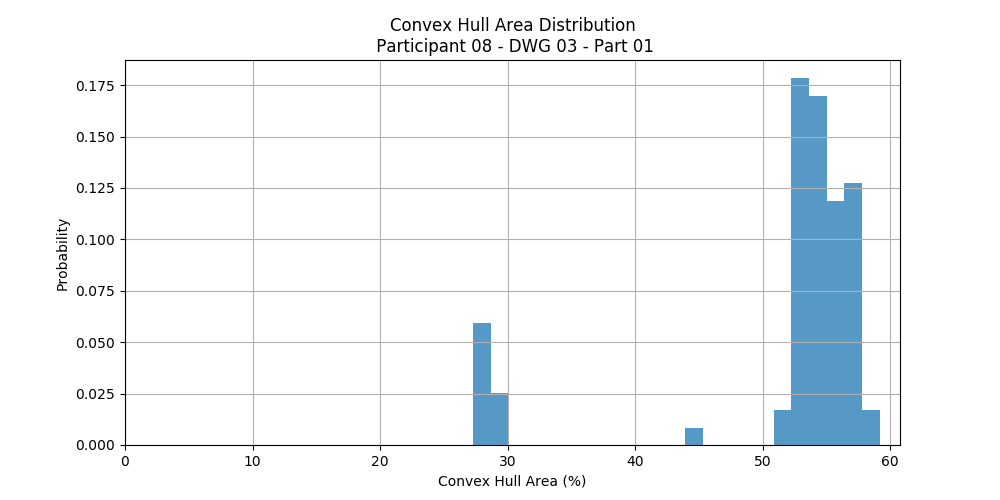 Convex Hull Area Distribution
Participant 08 - DWG 03 - Part 01
0.175
0.150
0.125
0.100
0.075
0.050
0.025
0.000
Probability
0 10 20 30 40 50 60
Convex Hull Area (%)